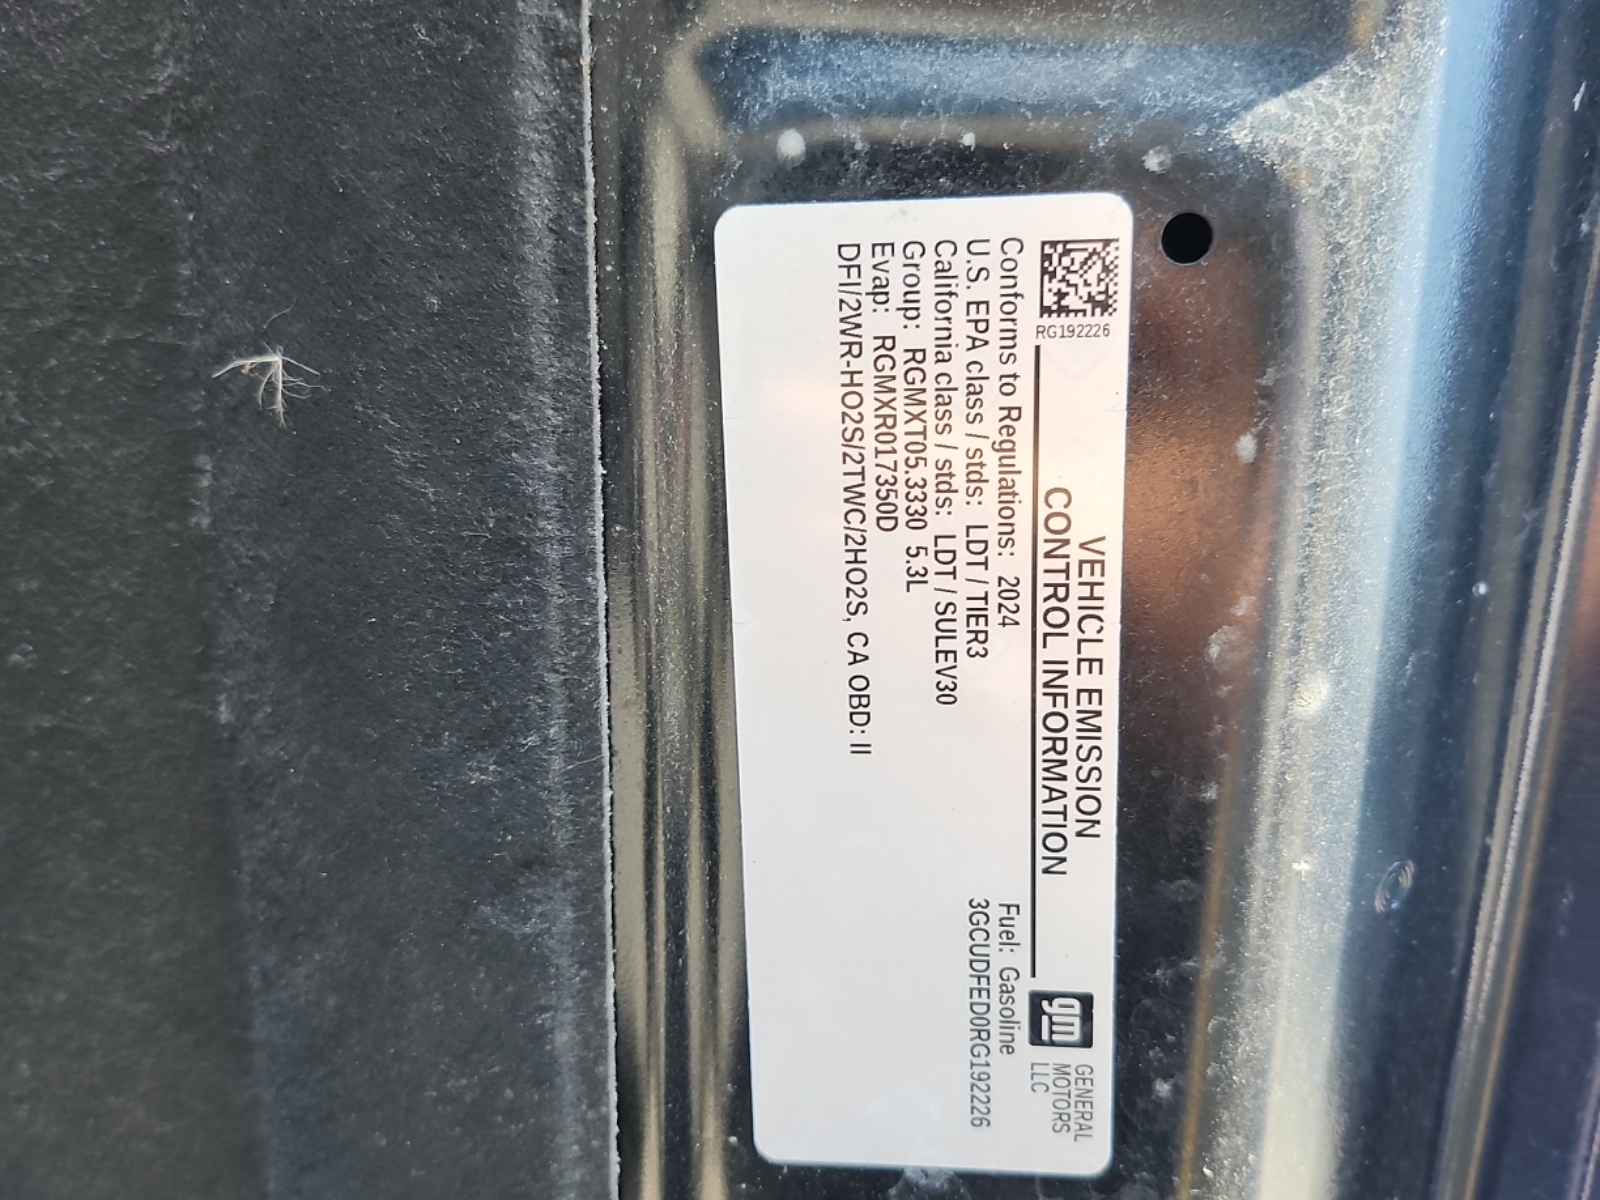 RG192226
VEHICLE EMISSION
CONTROL INFORMATION
gm
GENERAL
MOTORS
LLC
Conforms to Regulations: 2024
U.S. EPA class / stds: LDT / TIER3
California class / stds: LDT / SULEV30
Group: RGMXT05.3330 5.3L
Evap: RGMXR017350D
DFI/2WR-HO2S/2TWC/2HO2S, CA OBD: II
Fuel: Gasoline
3GCUDFED0RG192226